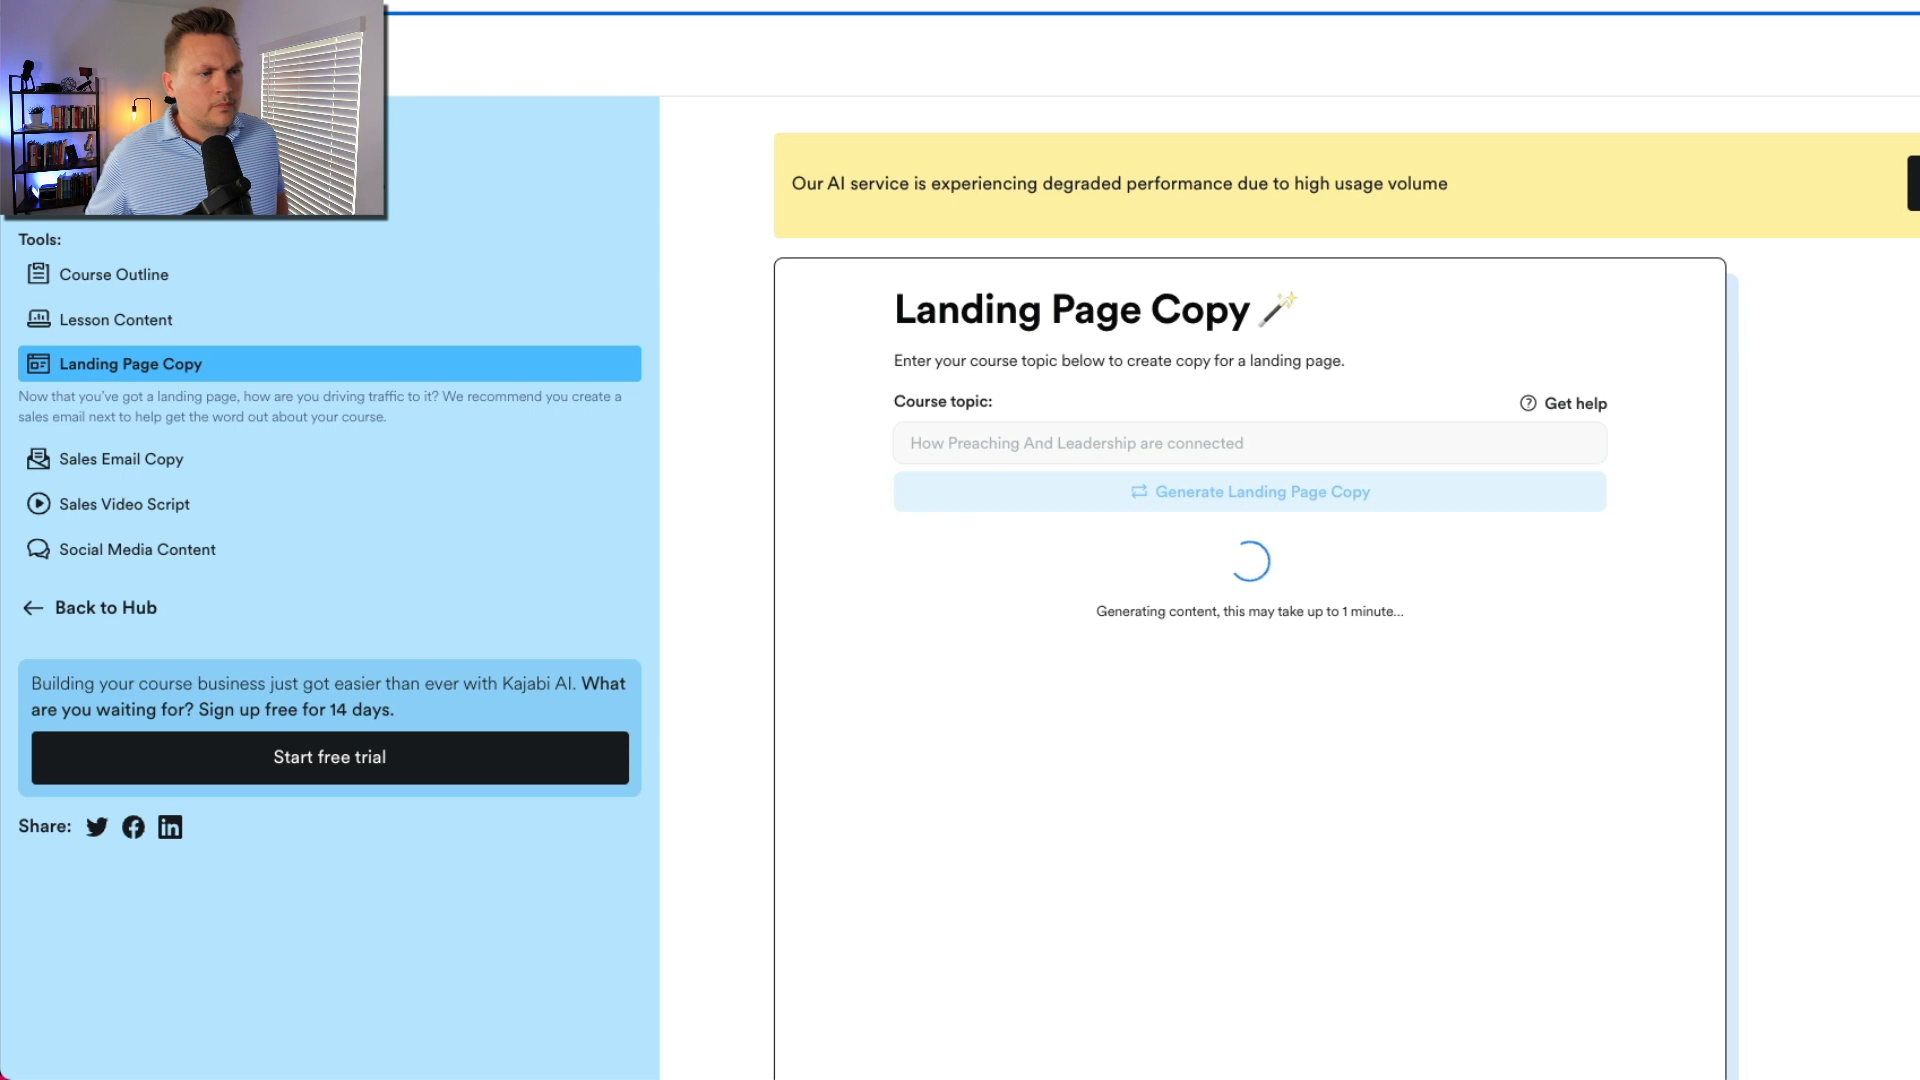 Tools:
Course Outline
Lesson Content
Landing Page Copy
Now that you've got a landing page, how are you driving traffic to it? We recommend you create a
sales email next to help get the word out about your course.
Sales Email Copy
Sales Video Script
Social Media Content
Back to Hub
Building your course business just got easier than ever with Kajabi AI. What
are you waiting for? Sign up free for 14 days.
Start free trial
Share:
Our AI service is experiencing degraded performance due to high usage volume
Landing Page Copy
Enter your course topic below to create copy for a landing page.
Course topic:
Get help
How Preaching And Leadership are connected
Generate Landing Page Copy
Generating content, this may take up to 1 minute...